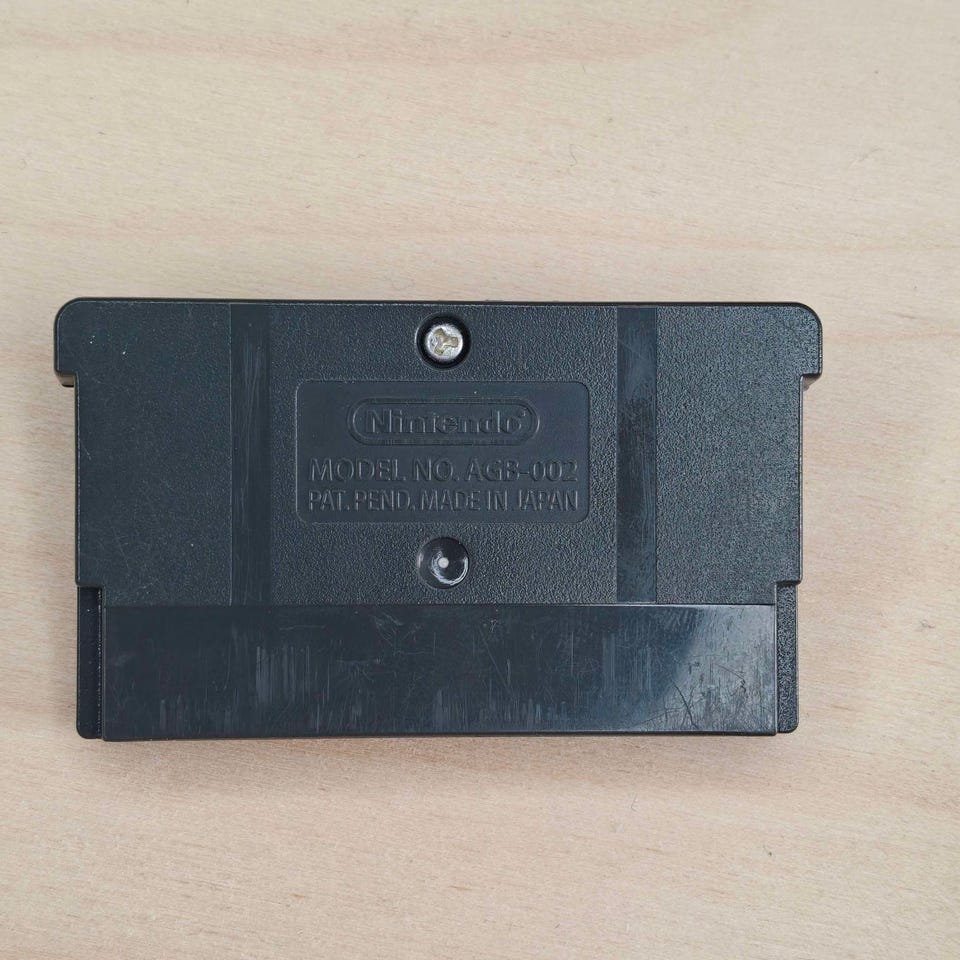 Nintendo®
MODEL NO. AGB-002
PAT. PEND. MADE IN JAPAN